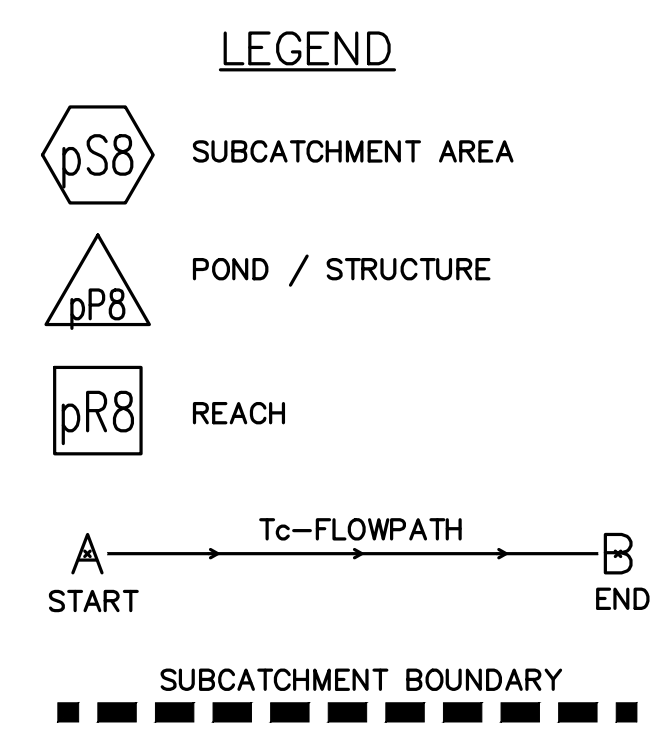 LEGEND
pS8 SUBCATCHMENT AREA
pP8 POND / STRUCTURE
pR8 REACH
Tc-FLOWPATH
A B
START END
SUBCATCHMENT BOUNDARY